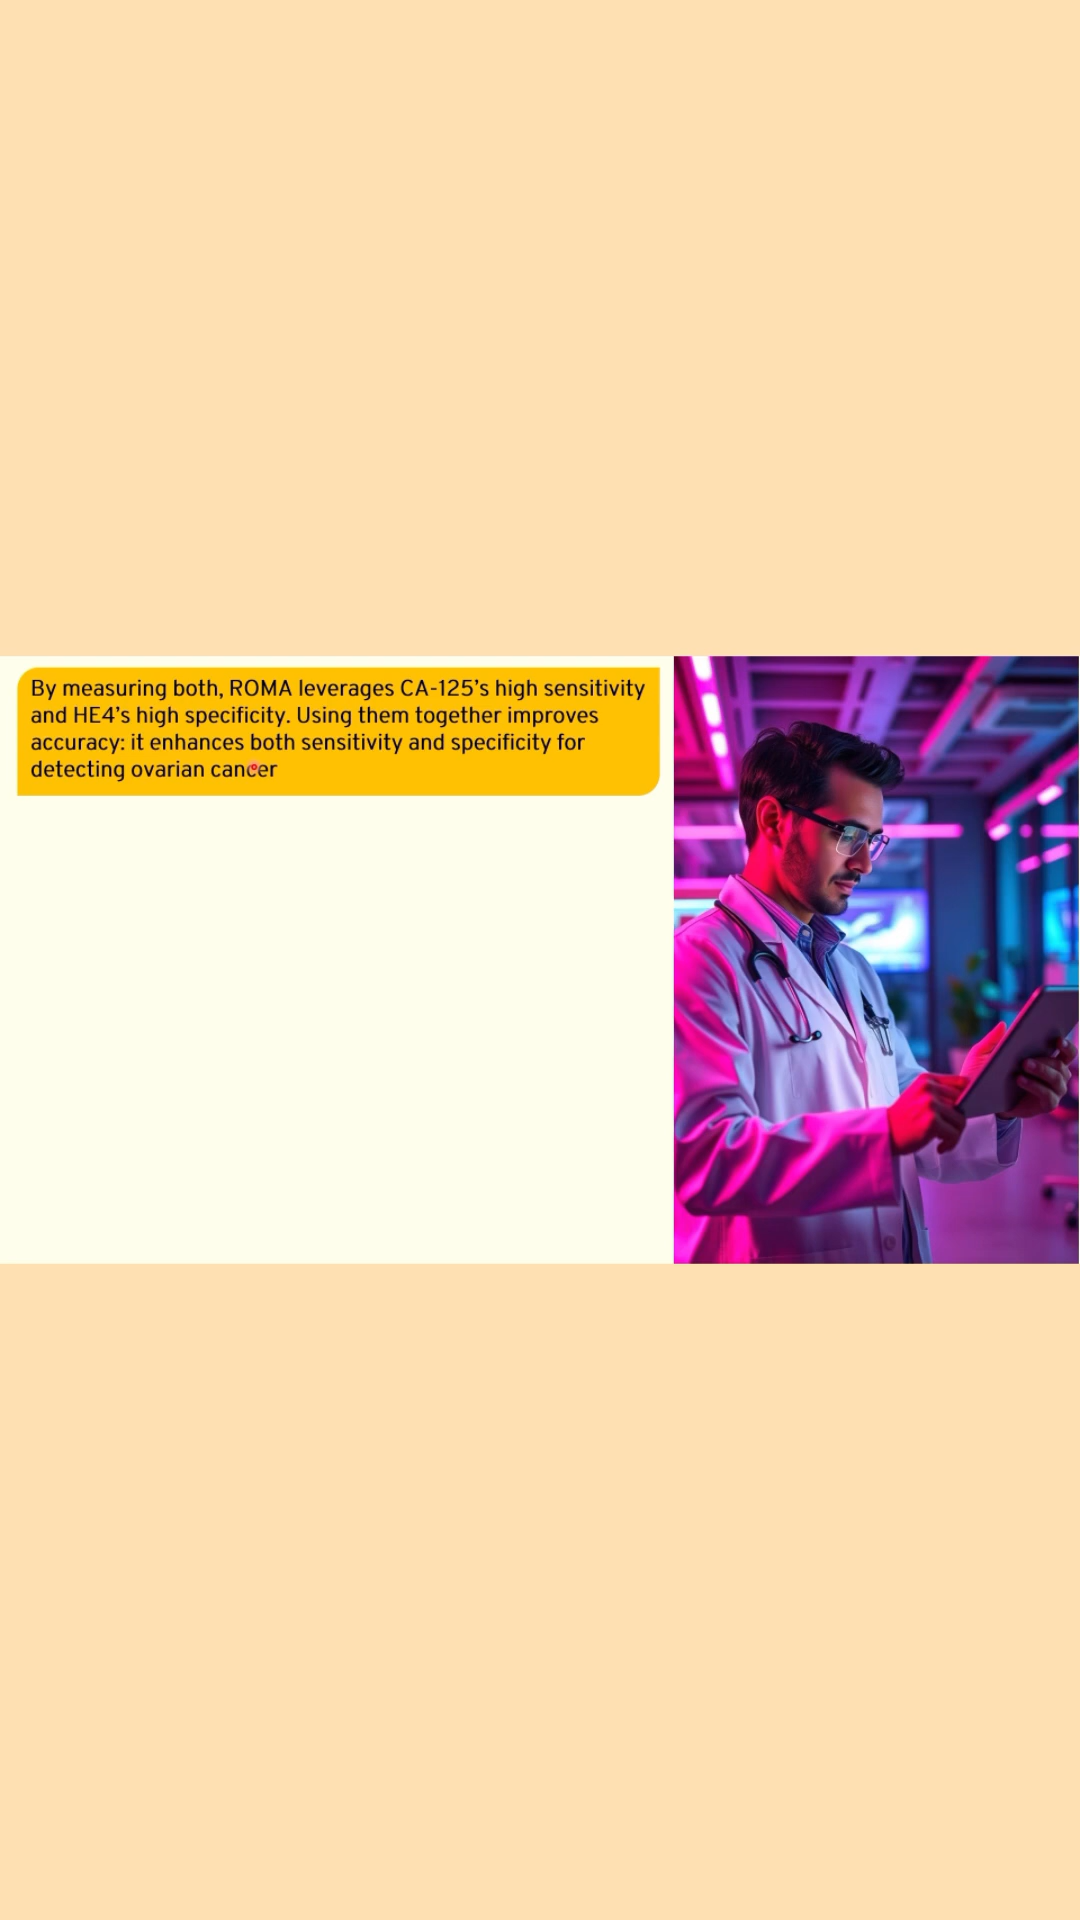 By measuring both, ROMA leverages CA-125’s high sensitivity
and HE4’s high specificity. Using them together improves
accuracy: it enhances both sensitivity and specificity for
detecting ovarian cancer